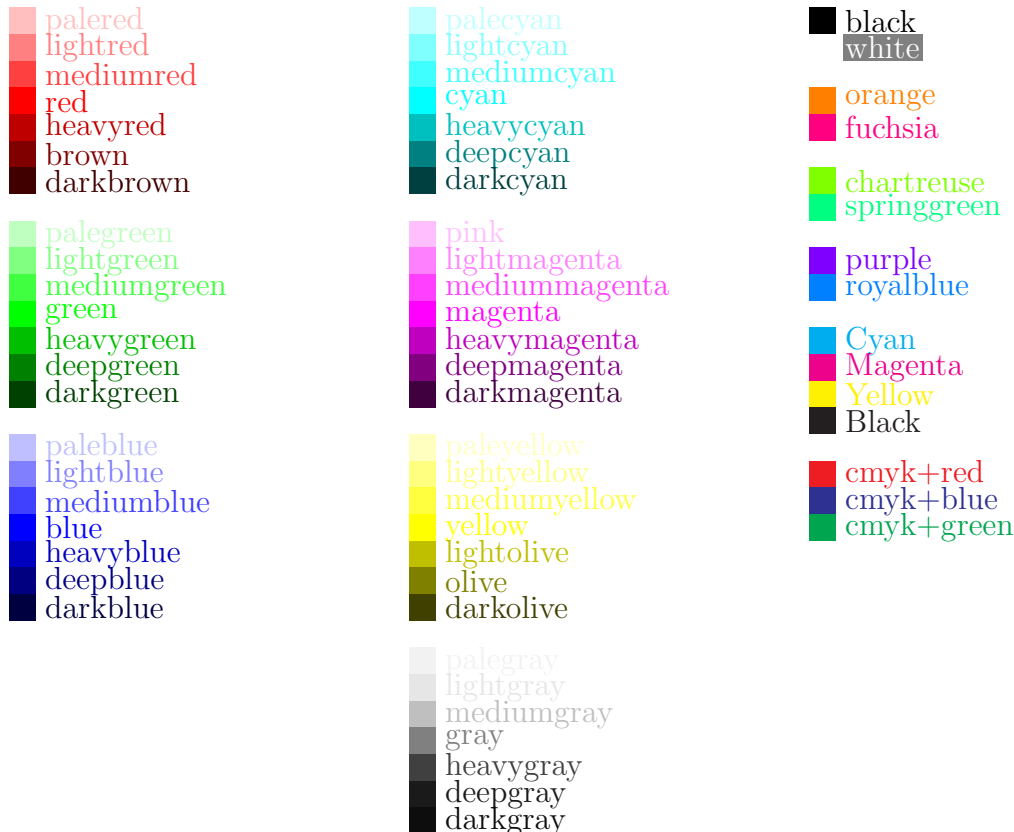 palered
lightred
mediumred
red
heavyred
brown
darkbrown
palegreen
lightgreen
mediumgreen
green
heavygreen
deepgreen
darkgreen
paleblue
lightblue
mediumblue
blue
heavyblue
deepblue
darkblue
palecyan
lightcyan
mediumcyan
cyan
heavycyan
deepcyan
darkcyan
pink
lightmagenta
mediummagenta
magenta
heavymagenta
deepmagenta
darkmagenta
paleyellow
lightyellow
mediumyellow
yellow
lightolive
olive
darkolive
palegray
lightgray
mediumgray
gray
heavygray
deepgray
darkgray
black
white
orange
fuchsia
chartreuse
springgreen
purple
royalblue
Cyan
Magenta
Yellow
Black
cmyk+red
cmyk+blue
cmyk+green